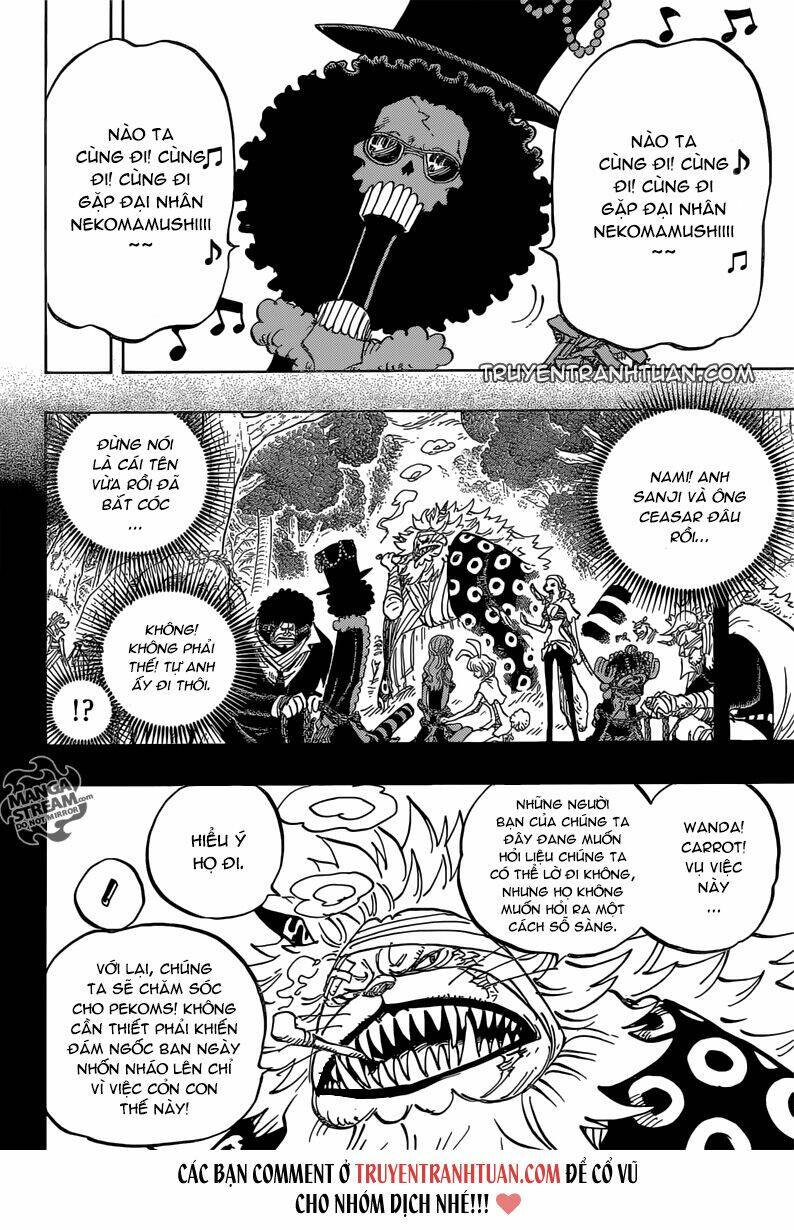 NÀO TA
CÙNG ĐI! CÙNG
ĐI! CÙNG ĐI
GẶP ĐẠI NHÂN
NEKOMAMUSHIIII
~~
NÀO TA
CÙNG ĐI! CÙNG
ĐI! CÙNG ĐI
GẶP ĐẠI NHÂN
NEKOMAMUSHIIII
~~
TRUYENTRANHTUAN.COM
NAMI! ANH
SANJI VÀ ÔNG
CEASAR ĐÂU
RỒI...
ĐỪNG NÓI
LÀ CÁI TÊN
VỪA RỒI ĐÃ
BẮT CÓC
...
KHÔNG!
KHÔNG PHẢI
THẾ! TỰ ANH
ẤY ĐI THÔI.
!?
MANGA
STREAM.com
DO NOT MIRROR!
WANDA!
CARROT!
VỤ VIỆC
NÀY
...
NHỮNG NGƯỜI
BẠN CỦA CHÚNG TA
ĐÂY ĐANG MUỐN
HỎI LIỆU CHÚNG TA
CÓ THỂ LỜ ĐI KHÔNG,
NHƯNG HỌ KHÔNG
MUỐN HỎI RA MỘT
CÁCH SỖ SÀNG.
HIỂU Ý
HỌ ĐI.
VỚI LẠI, CHÚNG
TA SẼ CHĂM SÓC
CHO PEKOMS! KHÔNG
CẦN THIẾT PHẢI KHIẾN
ĐÁM NGỐC BAN NGÀY
NHỐN NHÁO LÊN CHỈ
VÌ VIỆC CỎN CON
THẾ NÀY!
CÁC BẠN COMMENT Ở TRUYENTRANHTUAN.COM ĐỂ CỔ VŨ
CHO NHÓM DỊCH NHÉ!!!